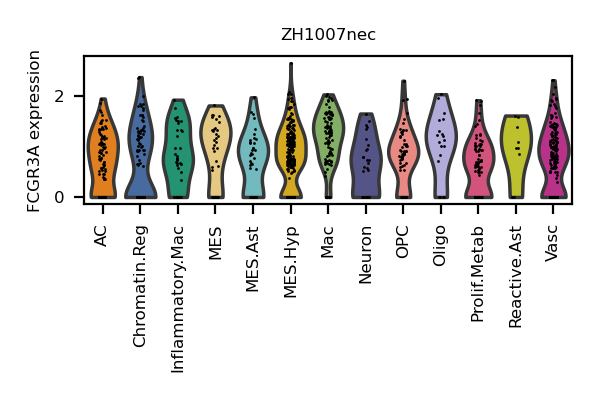 ZH1007nec
FCGR3A expression
2
0
AC
Chromatin.Reg
Inflammatory.Mac
MES
MES.Ast
MES.Hyp
Mac
Neuron
OPC
Oligo
Prolif.Metab
Reactive.Ast
Vasc